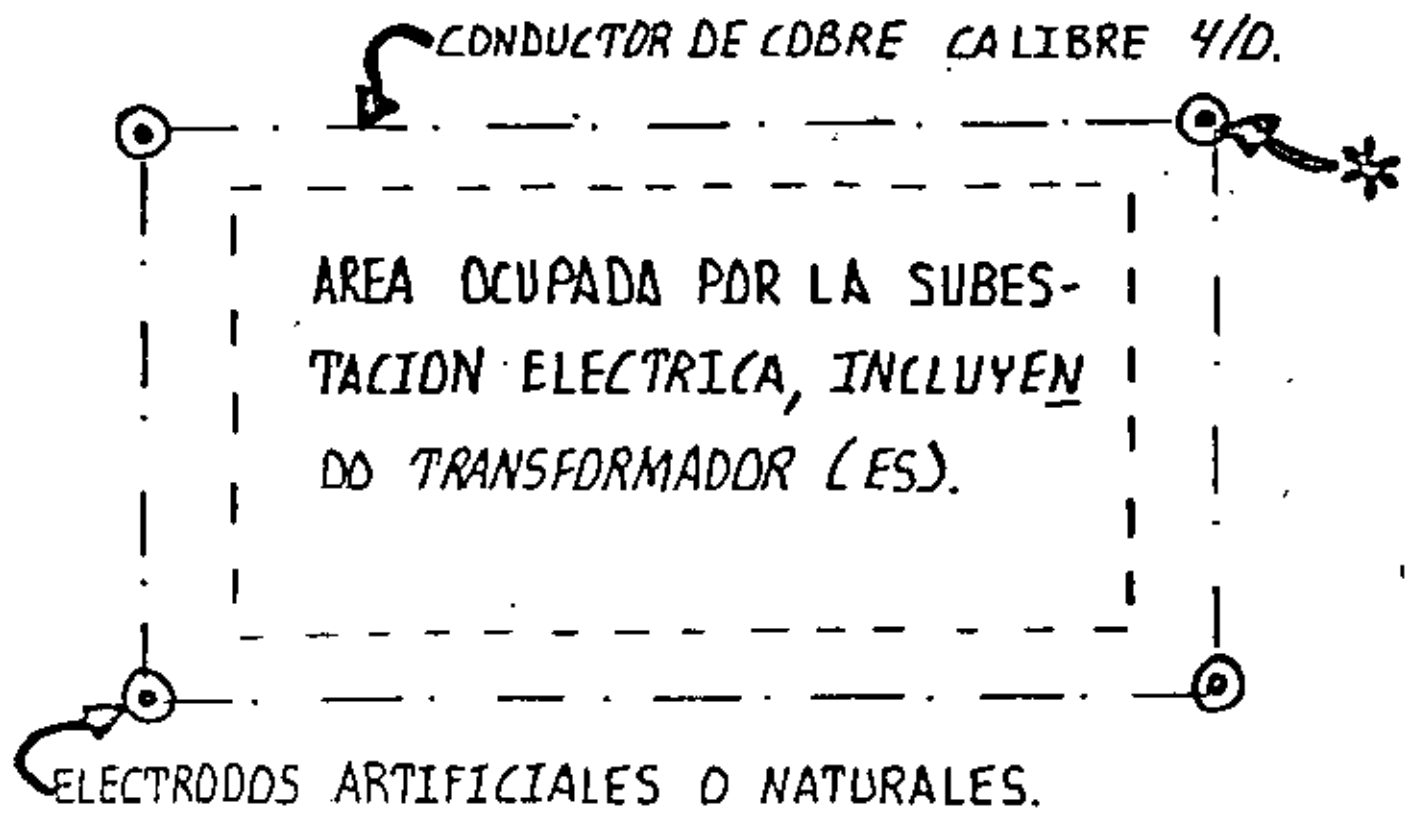 CONDUCTOR DE COBRE CALIBRE 4/0.
*
AREA OCUPADA POR LA SUBES-
TACION ELECTRICA, INCLUYEN
DO TRANSFORMADOR (ES).
ELECTRODOS ARTIFICIALES O NATURALES.